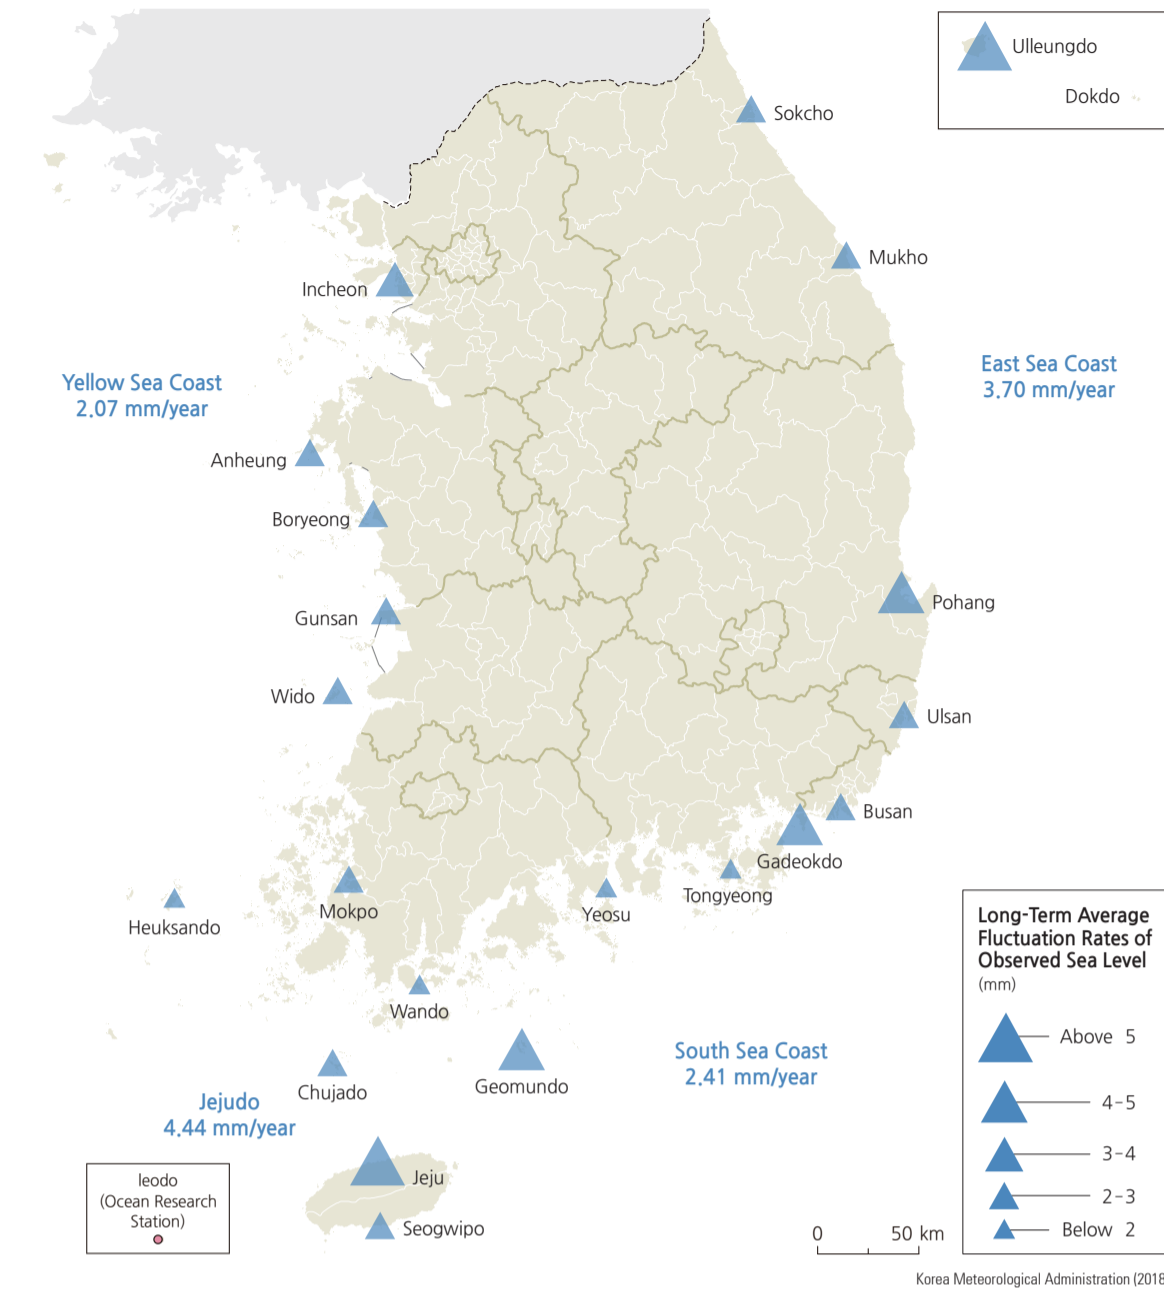 Ulleungdo
Dokdo
Sokcho
Mukho
Incheon
Yellow Sea Coast
2.07 mm/year
East Sea Coast
3.70 mm/year
Anheung
Boryeong
Gunsan
Pohang
Wido
Ulsan
Busan
Gadeokdo
Tongyeong
Yeosu
Mokpo
Heuksando
Wando
Chujado
Geomundo
South Sea Coast
2.41 mm/year
Jejudo
4.44 mm/year
Jeju
Seogwipo
Ieodo
(Ocean Research
Station)
Long-Term Average
Fluctuation Rates of
Observed Sea Level
(mm)
Above 5
4-5
3-4
2-3
Below 2
0 50 km
Korea Meteorological Administration (2018